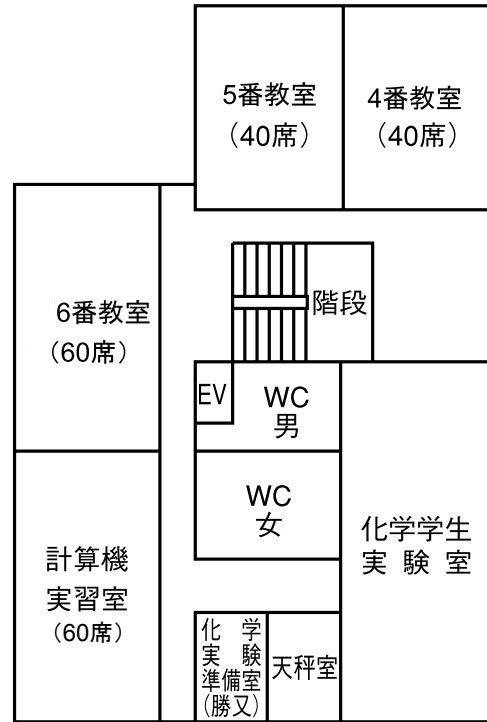 5番教室
（40席）
4番教室
（40席）
6番教室
（60席）
階段
EV
WC
男
WC
女
化学学生
実験室
計算機
実習室
（60席）
化学
実験
準備室
（勝又）
天秤室